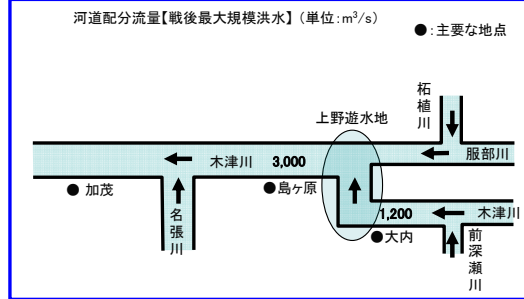 河道配分流量【戦後最大規模洪水】（単位:m³/s）
●:主要な地点
上野遊水地
柘植川
服部川
木津川 3,000
●加茂
●島ヶ原
名張川
1,200
木津川
●大内
前深瀬川